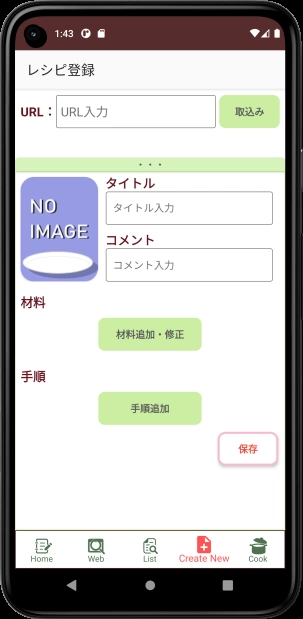 1:43
レシピ登録
URL： URL入力 取込み
・・・
NO
IMAGE
タイトル
タイトル入力
コメント
コメント入力
材料
材料追加・修正
手順
手順追加
保存
Home Web List Create New Cook